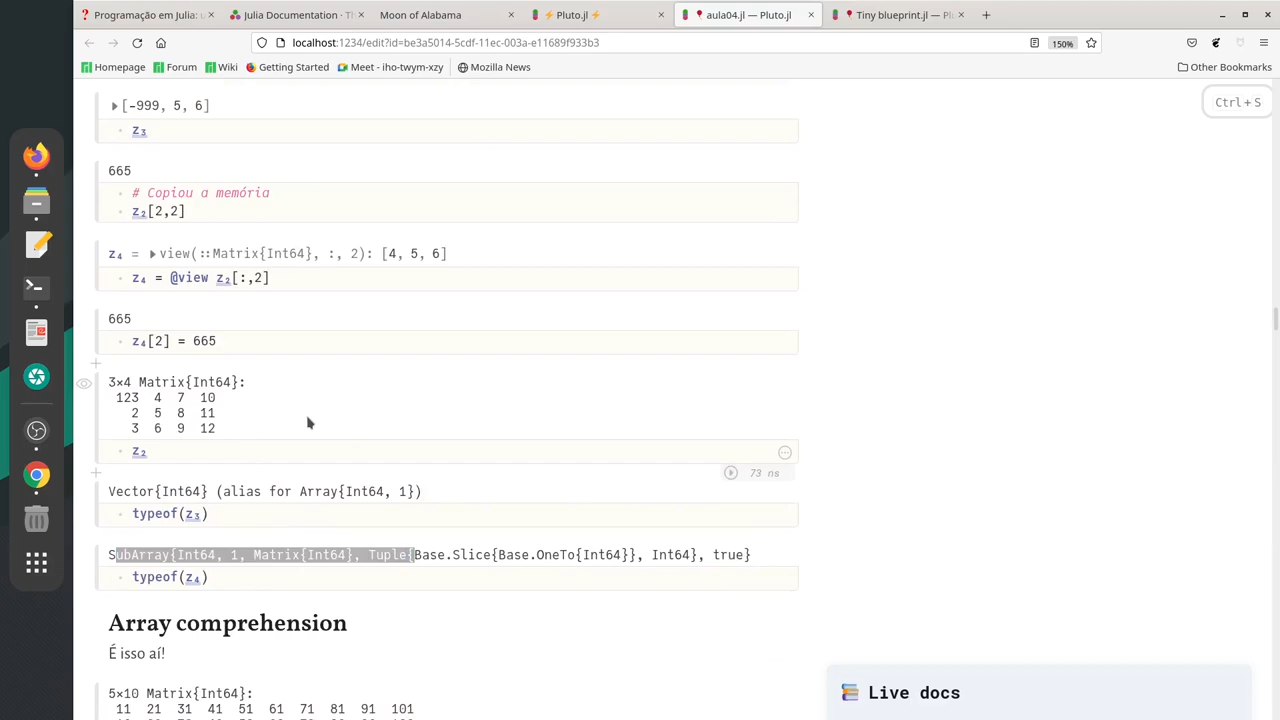 Programação em Julia: u
Julia Documentation · Th
Moon of Alabama
Pluto.jl
aula04.jl — Pluto.jl
Tiny blueprint.jl — Pl
localhost:1234/edit?id=be3a5014-5cdf-11ec-003a-e11689f933b3
150%
Homepage
Forum
Wiki
Getting Started
Meet - iho-twym-xzy
Mozilla News
Other Bookmarks
[-999, 5, 6]
Ctrl + S
z₃
665
# Copiou a memória
z₂[2,2]
z₄ = view(::Matrix{Int64}, :, 2): [4, 5, 6]
z₄ = @view z₂[:,2]
665
z₄[2] = 665
3×4 Matrix{Int64}:
123 4 7 10
2 5 8 11
3 6 9 12
z₂
73 ns
Vector{Int64} (alias for Array{Int64, 1})
typeof(z₃)
SubArray{Int64, 1, Matrix{Int64}, Tuple{Base.Slice{Base.OneTo{Int64}}, Int64}, true}
typeof(z₄)
Array comprehension
É isso aí!
5×10 Matrix{Int64}:
Live docs
11 21 31 41 51 61 71 81 91 101